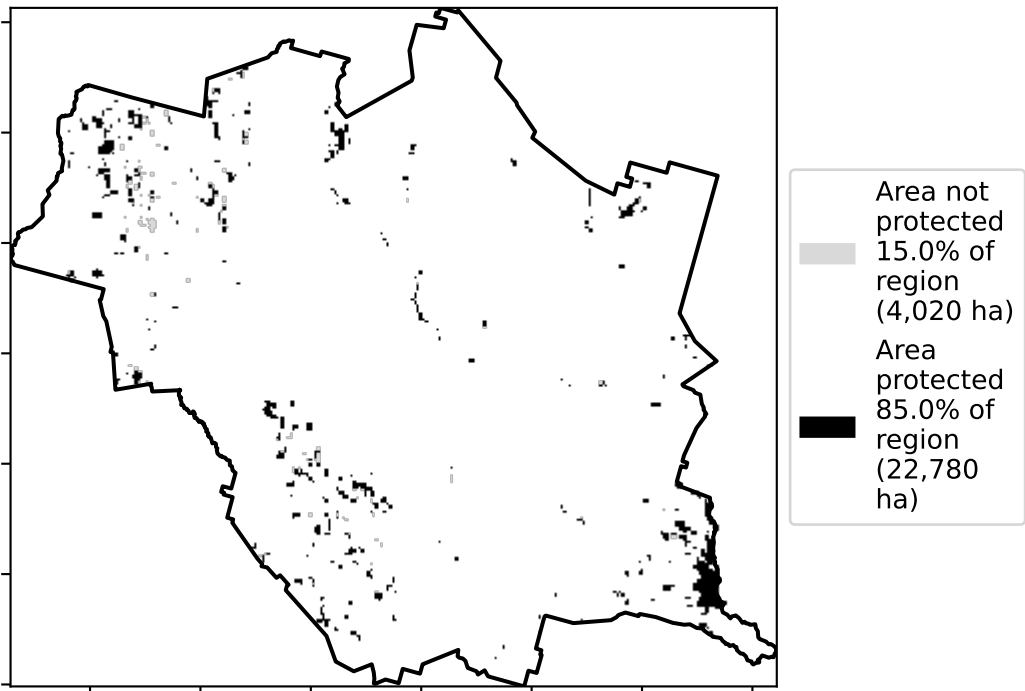 Area not
protected
15.0% of
region
(4,020 ha)
Area
protected
85.0% of
region
(22,780
ha)